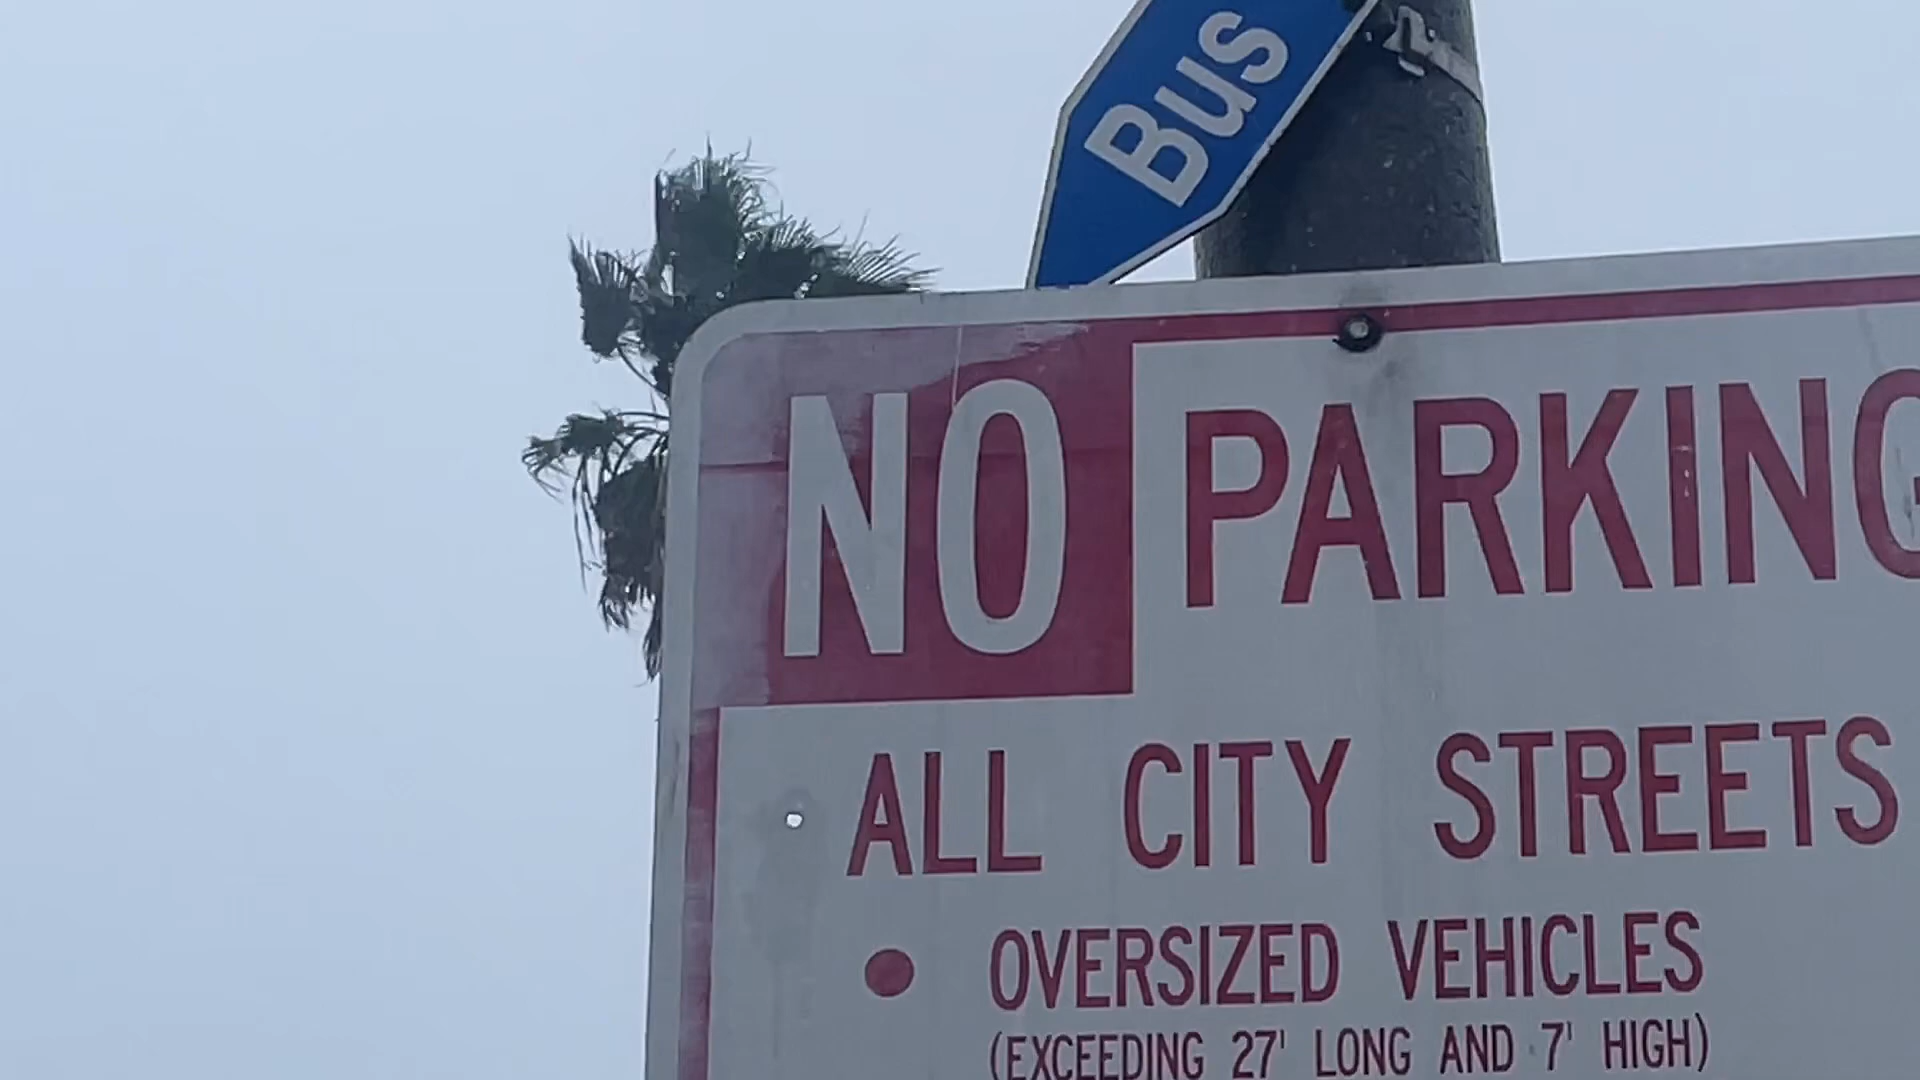 Bus
NO PARKING
ALL CITY STREETS
● OVERSIZED VEHICLES
(EXCEEDING 27' LONG AND 7' HIGH)